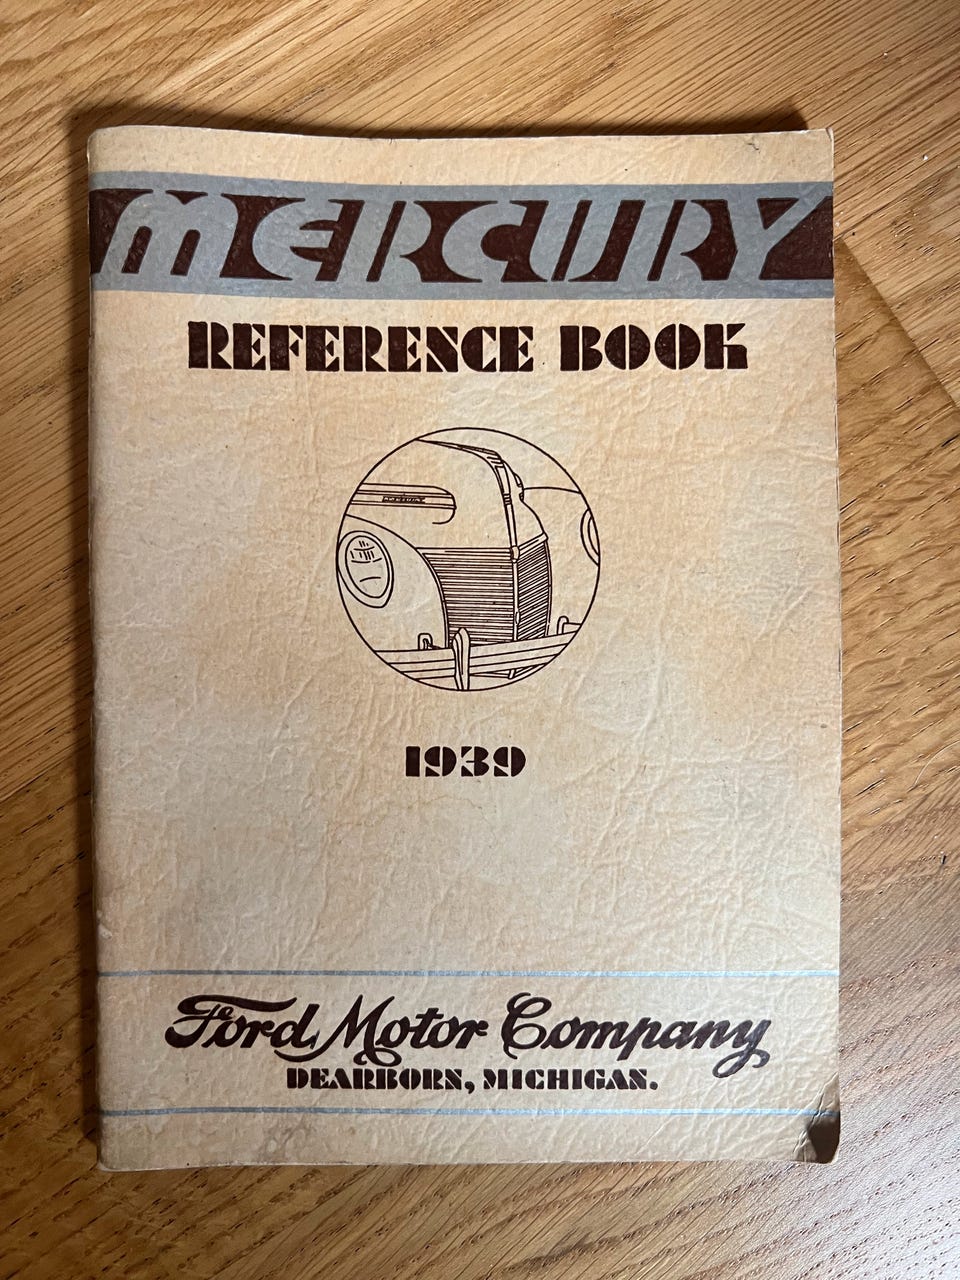 MERCURY
REFERENCE BOOK
1939
Ford Motor Company
DEARBORN, MICHIGAN.